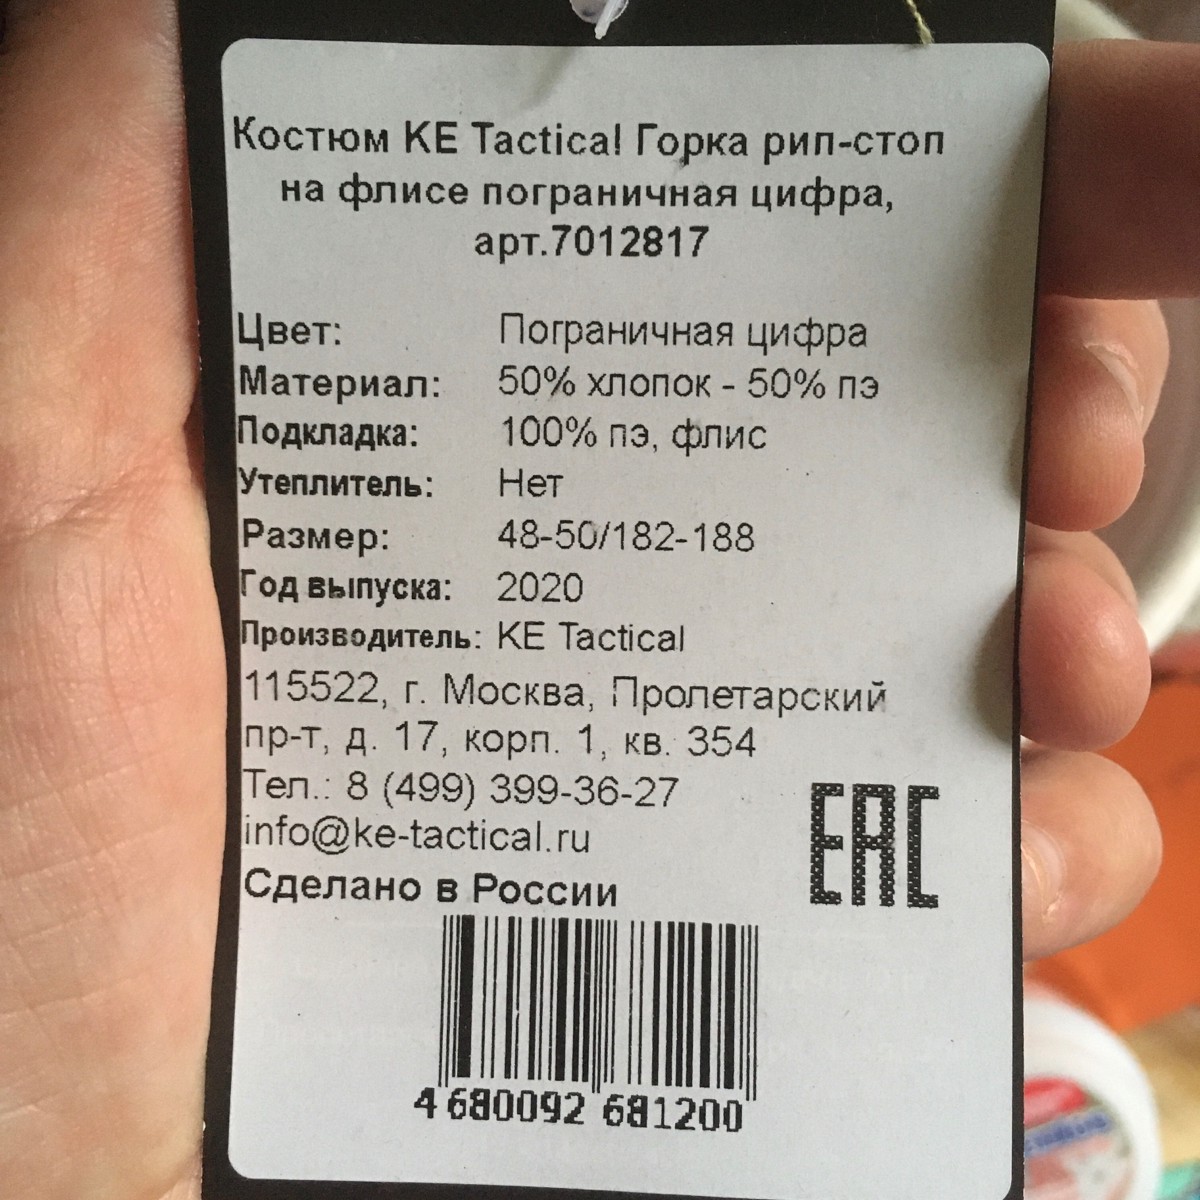 Костюм KE Tactical Горка рип-стоп
на флисе пограничная цифра,
арт.7012817
Цвет: Пограничная цифра
Материал: 50% хлопок - 50% пэ
Подкладка: 100% пэ, флис
Утеплитель: Нет
Размер: 48-50/182-188
Год выпуска: 2020
Производитель: KE Tactical
115522, г. Москва, Пролетарский
пр-т, д. 17, корп. 1, кв. 354
Тел.: 8 (499) 399-36-27
info@ke-tactical.ru
EAC
Сделано в России
4 680092 681200